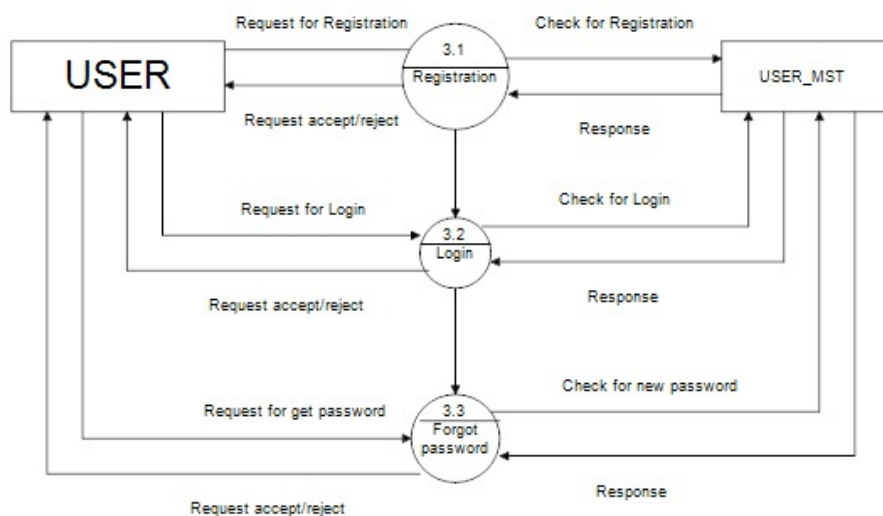 Request for Registration
Check for Registration
3.1
Registration
USER
USER_MST
Request accept/reject
Response
Request for Login
Check for Login
3.2
Login
Request accept/reject
Response
Request for get password
Check for new password
3.3
Forgot
password
Request accept/reject
Response